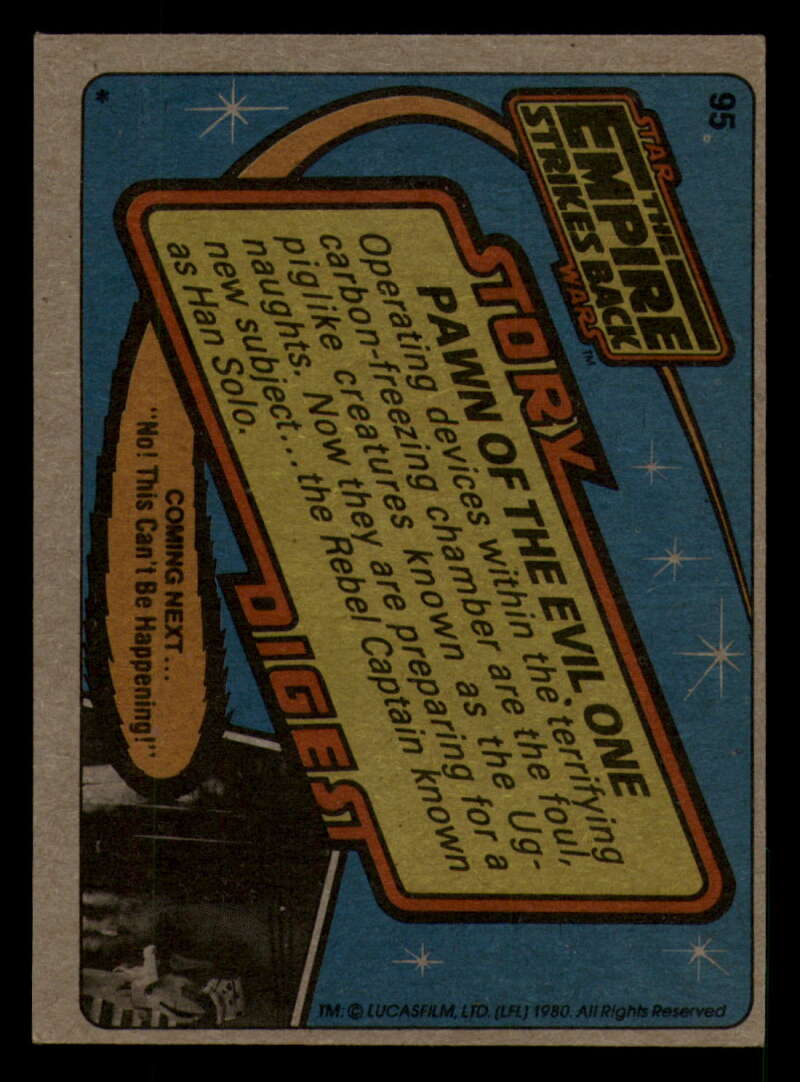 95
STAR
THE
EMPIRE
STRIKES BACK
WARS™
STORY
PAWN OF THE EVIL ONE
Operating devices within the terrifying
carbon-freezing chamber are the foul,
piglike creatures known as the Ug-
naughts. Now they are preparing for a
new subject... the Rebel Captain known
as Han Solo.
DIGEST
COMING NEXT...
"No! This Can't Be Happening!"
*
TM: © LUCASFILM, LTD. (LFL) 1980. All Rights Reserved